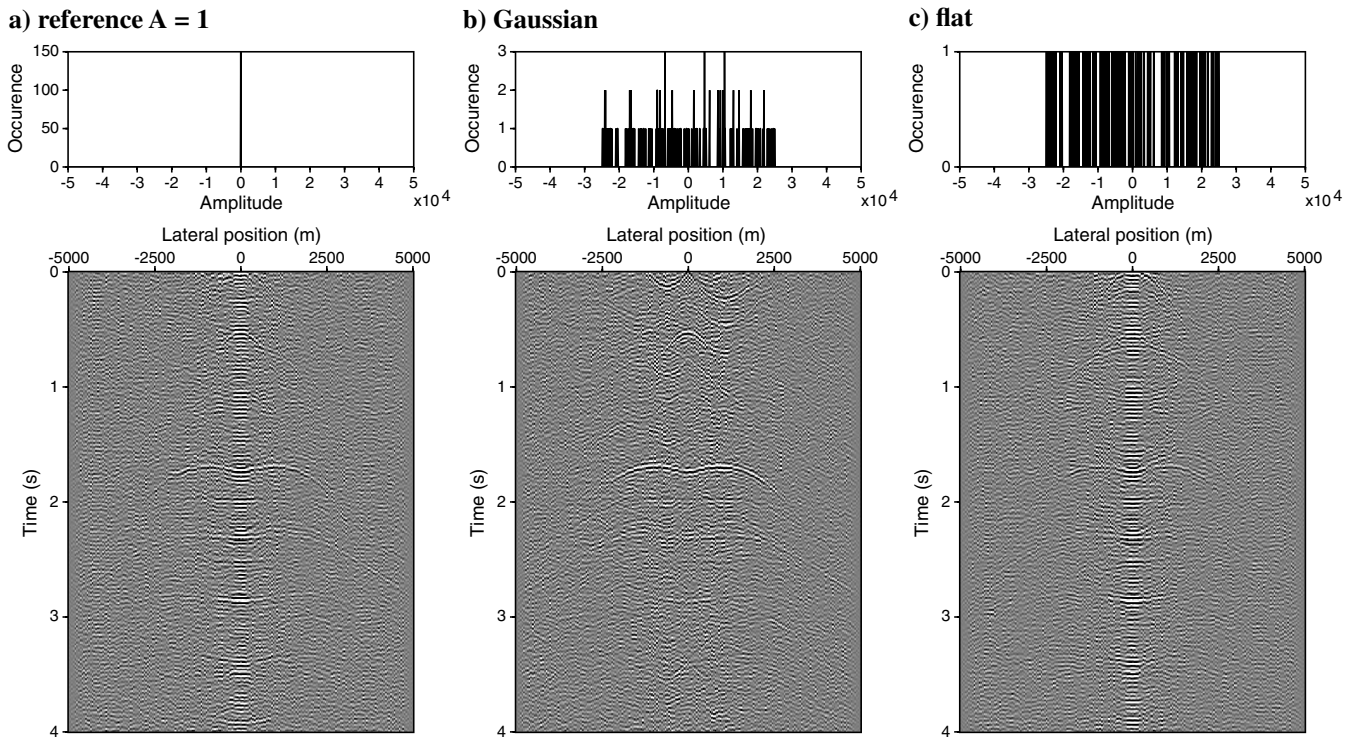 a) reference A = 1
b) Gaussian
c) flat
150
100
50
0
Occurence
-5 -4 -3 -2 -1 0 1 2 3 4 5
Amplitude
x10^4
3
2
1
0
Occurence
-5 -4 -3 -2 -1 0 1 2 3 4 5
Amplitude
x10^4
1
0
Occurence
-5 -4 -3 -2 -1 0 1 2 3 4 5
Amplitude
x10^4
Lateral position (m)
-5000 -2500 0 2500 5000
0
1
2
3
4
Time (s)
Lateral position (m)
-5000 -2500 0 2500 5000
0
1
2
3
4
Time (s)
Lateral position (m)
-5000 -2500 0 2500 5000
0
1
2
3
4
Time (s)